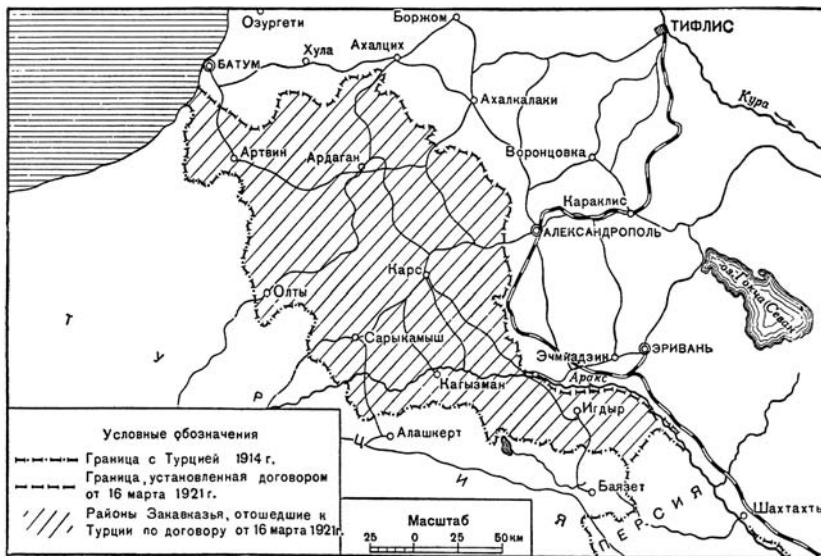 Озургети
Боржом
ТИФЛИС
БАТУМ
Хула
Ахалцих
Кура
Ахалкалаки
Артвин
Ардаган
Воронцовка
Караклис
АЛЕКСАНДРОПОЛЬ
Карс
оз. Гокча (Севан)
Олты
Сарыкамыш
Эчмиадзин
ЭРИВАНЬ
Кагызман
Аракс
Игдыр
Алашкерт
Баязет
Шахтахты
ТУРЦИЯ
ПЕРСИЯ
Условные обозначения
Граница с Турцией 1914 г.
Граница, установленная договором
от 16 марта 1921 г.
Районы Закавказья, отошедшие к
Турции по договору от 16 марта 1921г.
Масштаб
25 0 50 км